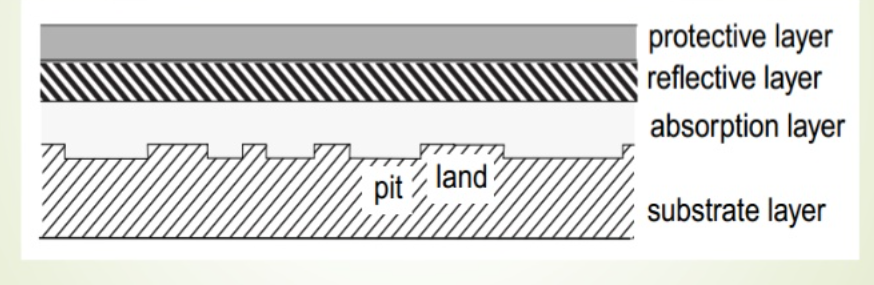 protective layer
reflective layer
absorption layer
pit land
substrate layer